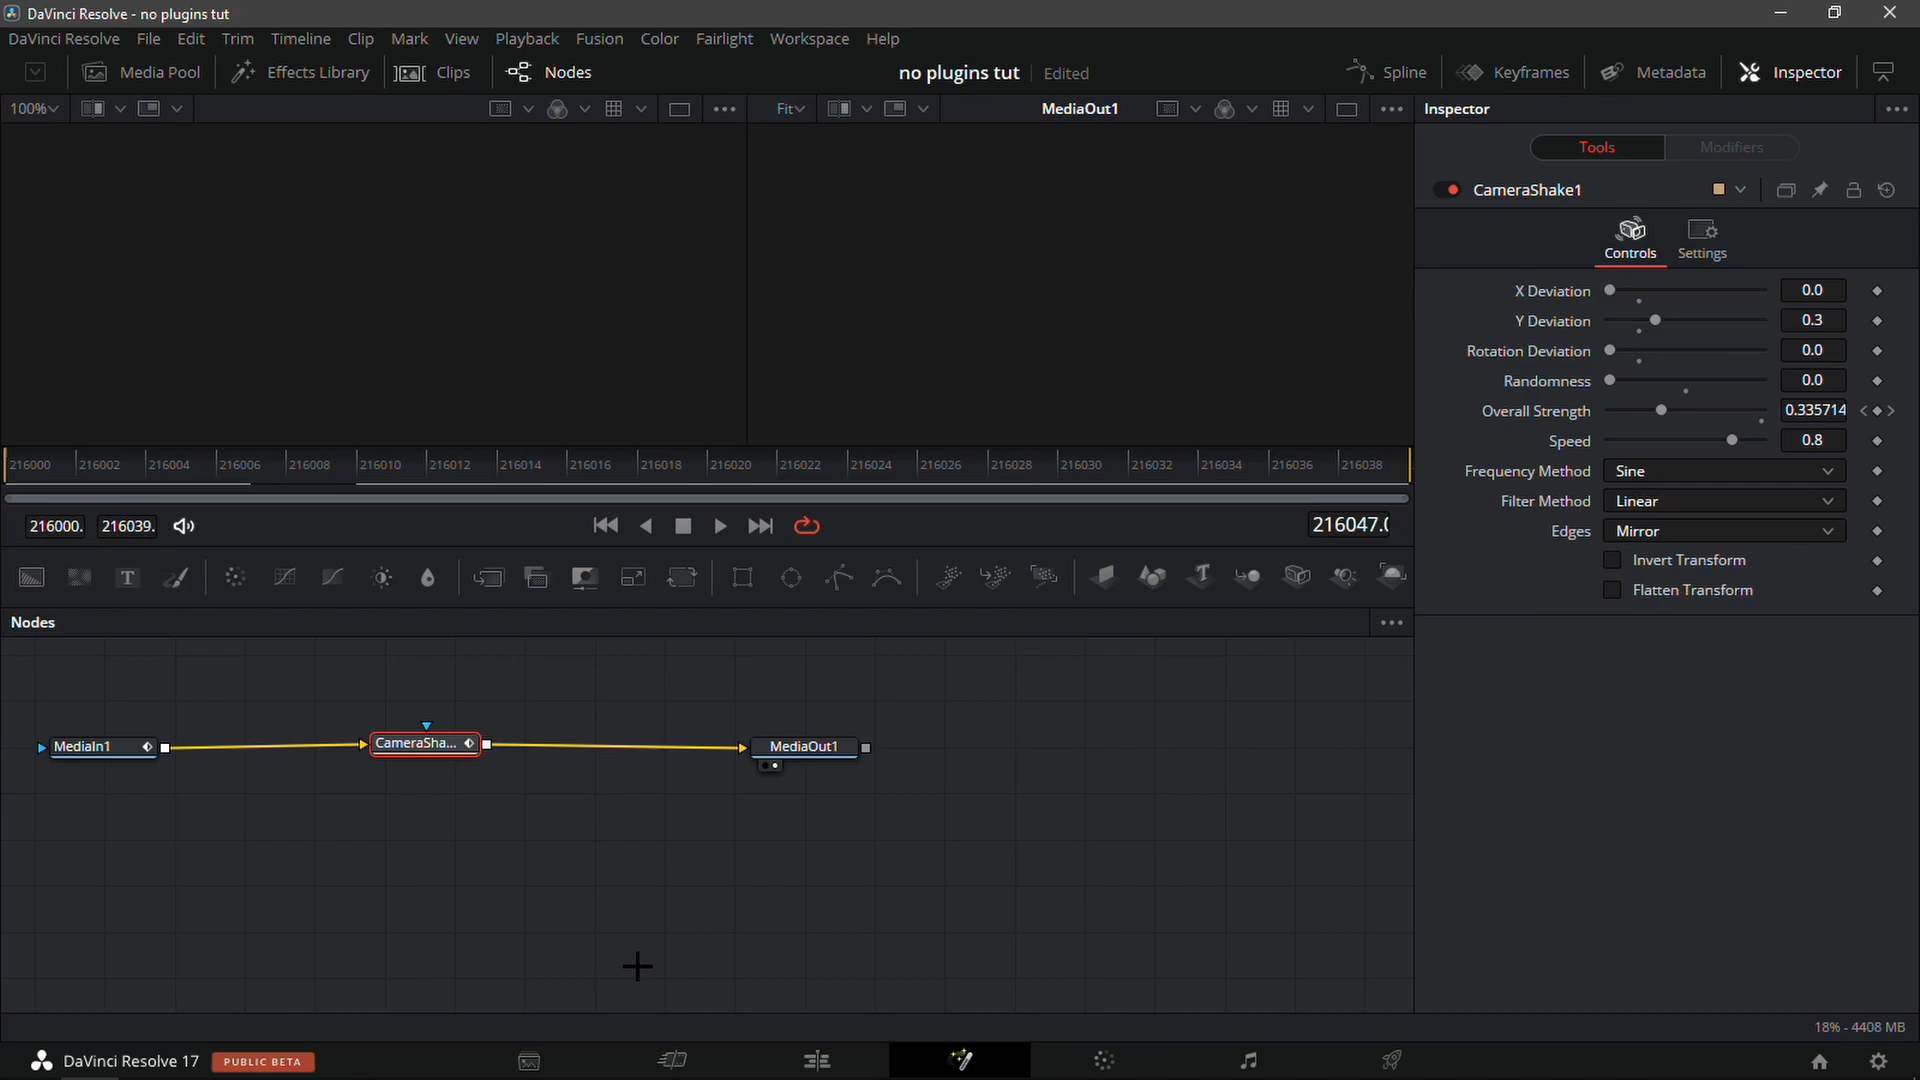 DaVinci Resolve - no plugins tut
DaVinci Resolve File Edit Trim Timeline Clip Mark View Playback Fusion Color Fairlight Workspace Help
Media Pool Effects Library Clips Nodes no plugins tut Edited Spline Keyframes Metadata Inspector
100% Fit MediaOut1 Inspector
Tools Modifiers
CameraShake1
Controls Settings
X Deviation 0.0
Y Deviation 0.3
Rotation Deviation 0.0
Randomness 0.0
Overall Strength 0.335714
Speed 0.8
Frequency Method Sine
Filter Method Linear
Edges Mirror
Invert Transform
Flatten Transform
216000 216002 216004 216006 216008 216010 216012 216014 216016 216018 216020 216022 216024 216026 216028 216030 216032 216034 216036 216038
216000. 216039. 216047.0
T
Nodes
MediaIn1 CameraSha... MediaOut1
18% - 4408 MB
DaVinci Resolve 17 PUBLIC BETA